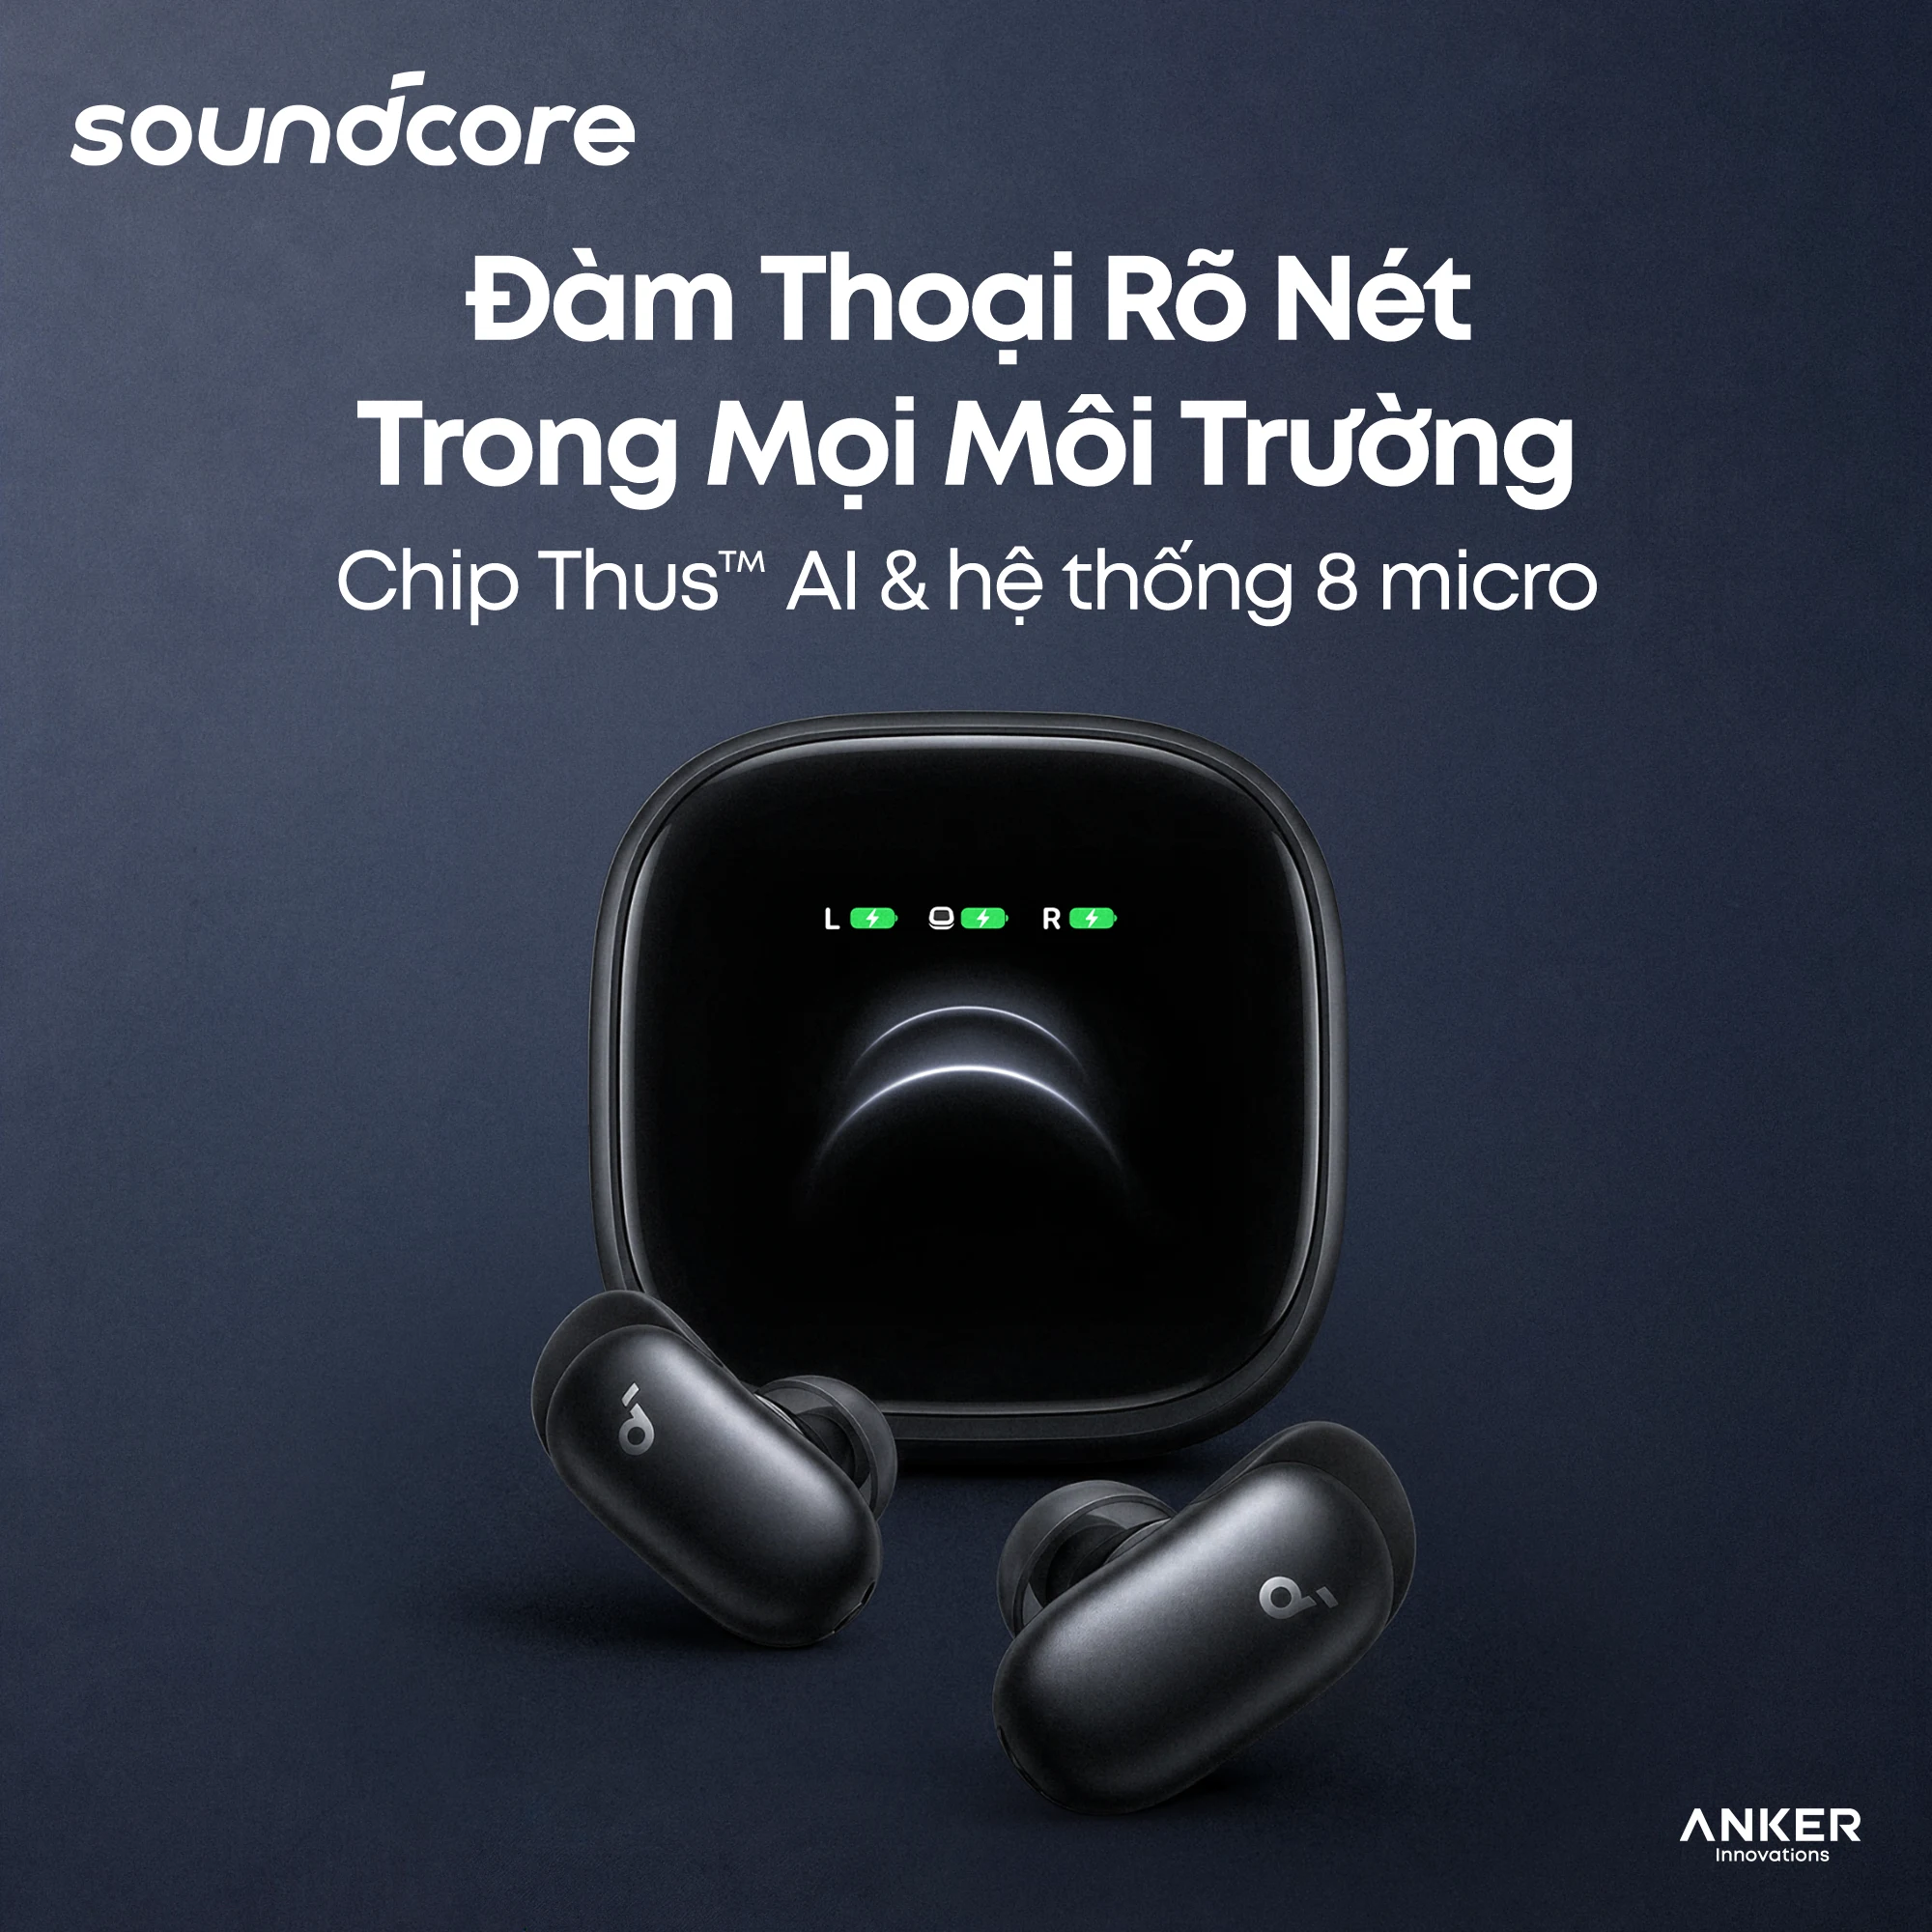 soundcore
Đàm Thoại Rõ Nét
Trong Mọi Môi Trường
Chip Thus™ AI & hệ thống 8 micro
L R
ANKER
Innovations